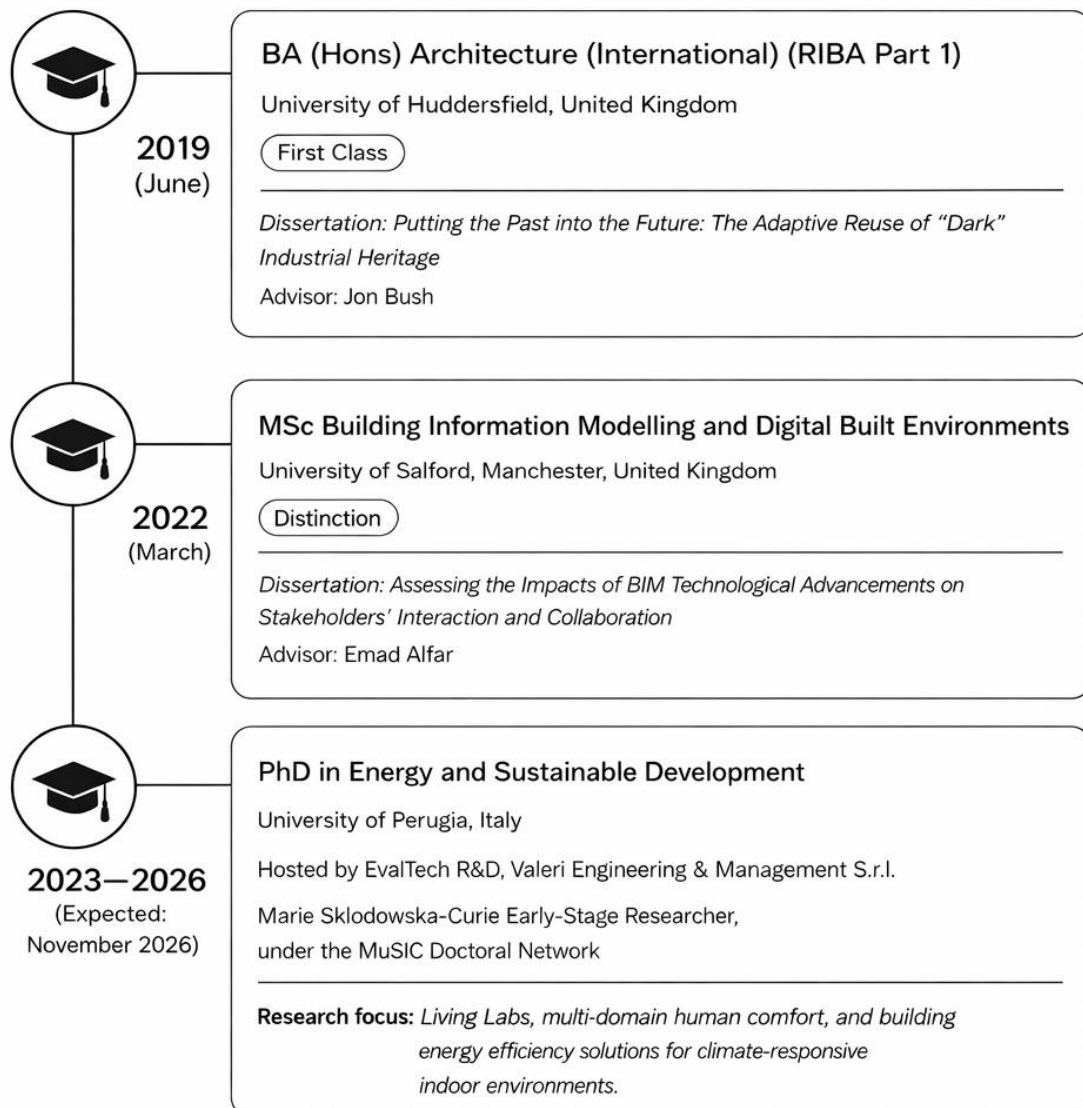 BA (Hons) Architecture (International) (RIBA Part 1)
University of Huddersfield, United Kingdom
First Class
2019
(June)
Dissertation: Putting the Past into the Future: The Adaptive Reuse of “Dark”
Industrial Heritage
Advisor: Jon Bush
MSc Building Information Modelling and Digital Built Environments
University of Salford, Manchester, United Kingdom
Distinction
2022
(March)
Dissertation: Assessing the Impacts of BIM Technological Advancements on
Stakeholders’ Interaction and Collaboration
Advisor: Emad Alfar
PhD in Energy and Sustainable Development
University of Perugia, Italy
Hosted by EvalTech R&D, Valeri Engineering & Management S.r.l.
Marie Sklodowska-Curie Early-Stage Researcher,
under the MuSIC Doctoral Network
2023—2026
(Expected:
November 2026)
Research focus: Living Labs, multi-domain human comfort, and building
energy efficiency solutions for climate-responsive
indoor environments.